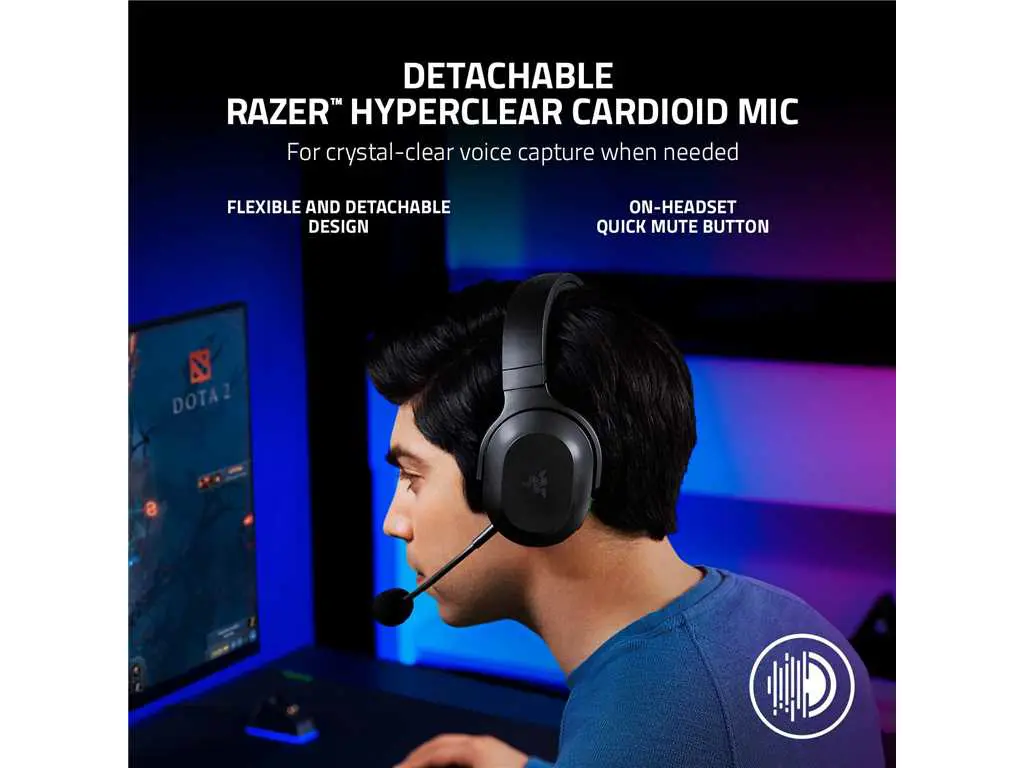 DETACHABLE
RAZER™ HYPERCLEAR CARDIOID MIC
For crystal-clear voice capture when needed
FLEXIBLE AND DETACHABLE
DESIGN
ON-HEADSET
QUICK MUTE BUTTON
DOTA 2